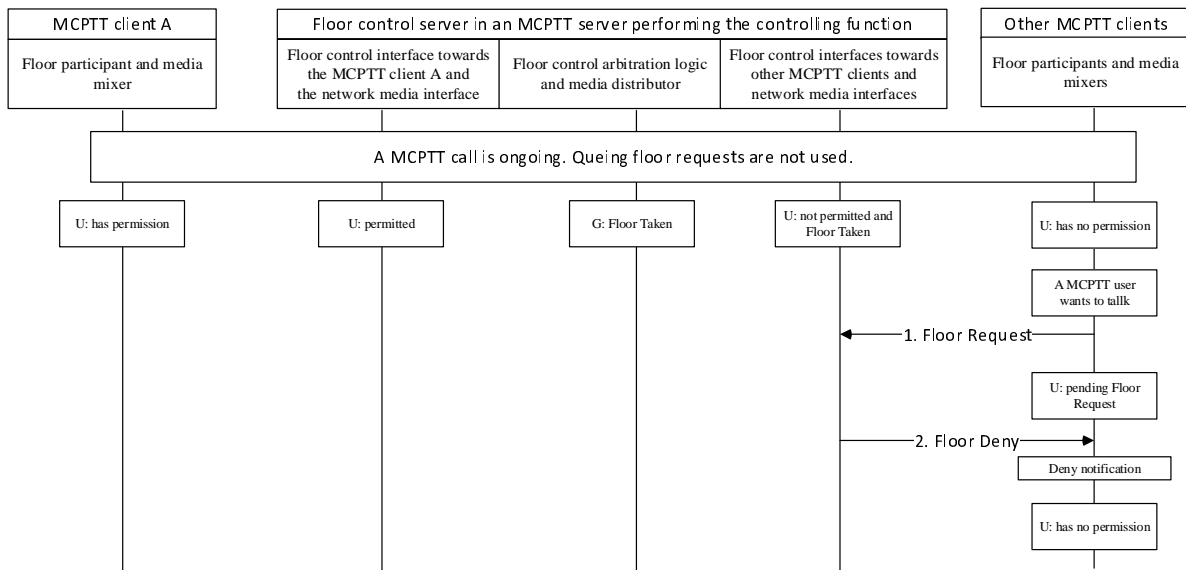 MCPTT client A
Floor participant and media
mixer
Floor control server in an MCPTT server performing the controlling function
Floor control interface towards
the MCPTT client A and
the network media interface
Floor control arbitration logic
and media distributor
Floor control interfaces towards
other MCPTT clients and
network media interfaces
Other MCPTT clients
Floor participants and media
mixers
A MCPTT call is ongoing. Queing floor requests are not used.
U: has permission
U: permitted
G: Floor Taken
U: not permitted and
Floor Taken
U: has no permission
A MCPTT user
wants to tallk
1. Floor Request
U: pending Floor
Request
2. Floor Deny
Deny notification
U: has no permission